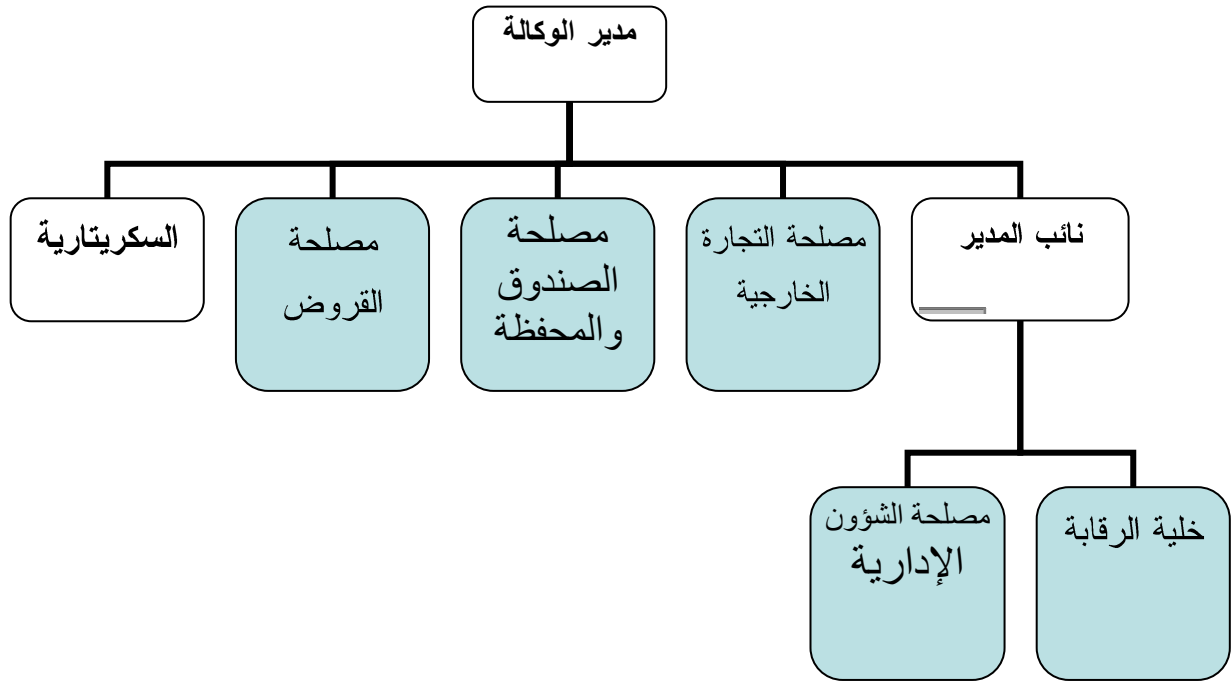 مدير الوكالة
نائب المدير
مصلحة التجارة
الخارجية
مصلحة
الصندوق
والمحفظة
مصلحة
القروض
السكريتارية
خلية الرقابة
مصلحة الشؤون
الإدارية